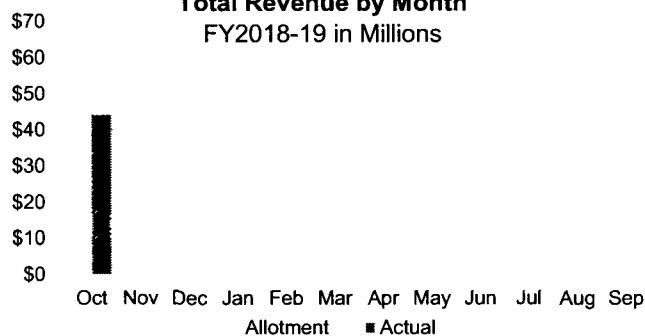 Total Revenue by Month
FY2018-19 in Millions
$70
$60
$50
$40
$30
$20
$10
$0
Oct Nov Dec Jan Feb Mar Apr May Jun Jul Aug Sep
Allotment Actual